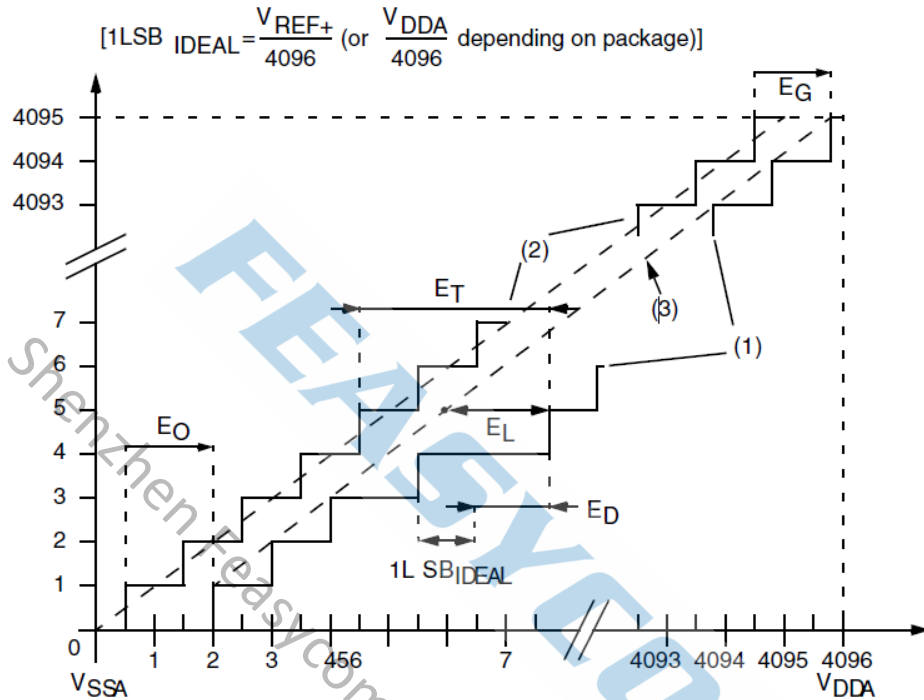 [1LSB IDEAL= VREF+ / 4096 (or VDDA / 4096 depending on package)]
EG
4095
4094
4093
(2)
ET
(3)
7
(1)
6
5
EO
EL
4
3
ED
2
1L SBIDEAL
1
0
1 2 3 456 7 4093 4094 4095 4096
VSSA VDDA
Shenzhen Feasycom
FEASYCO